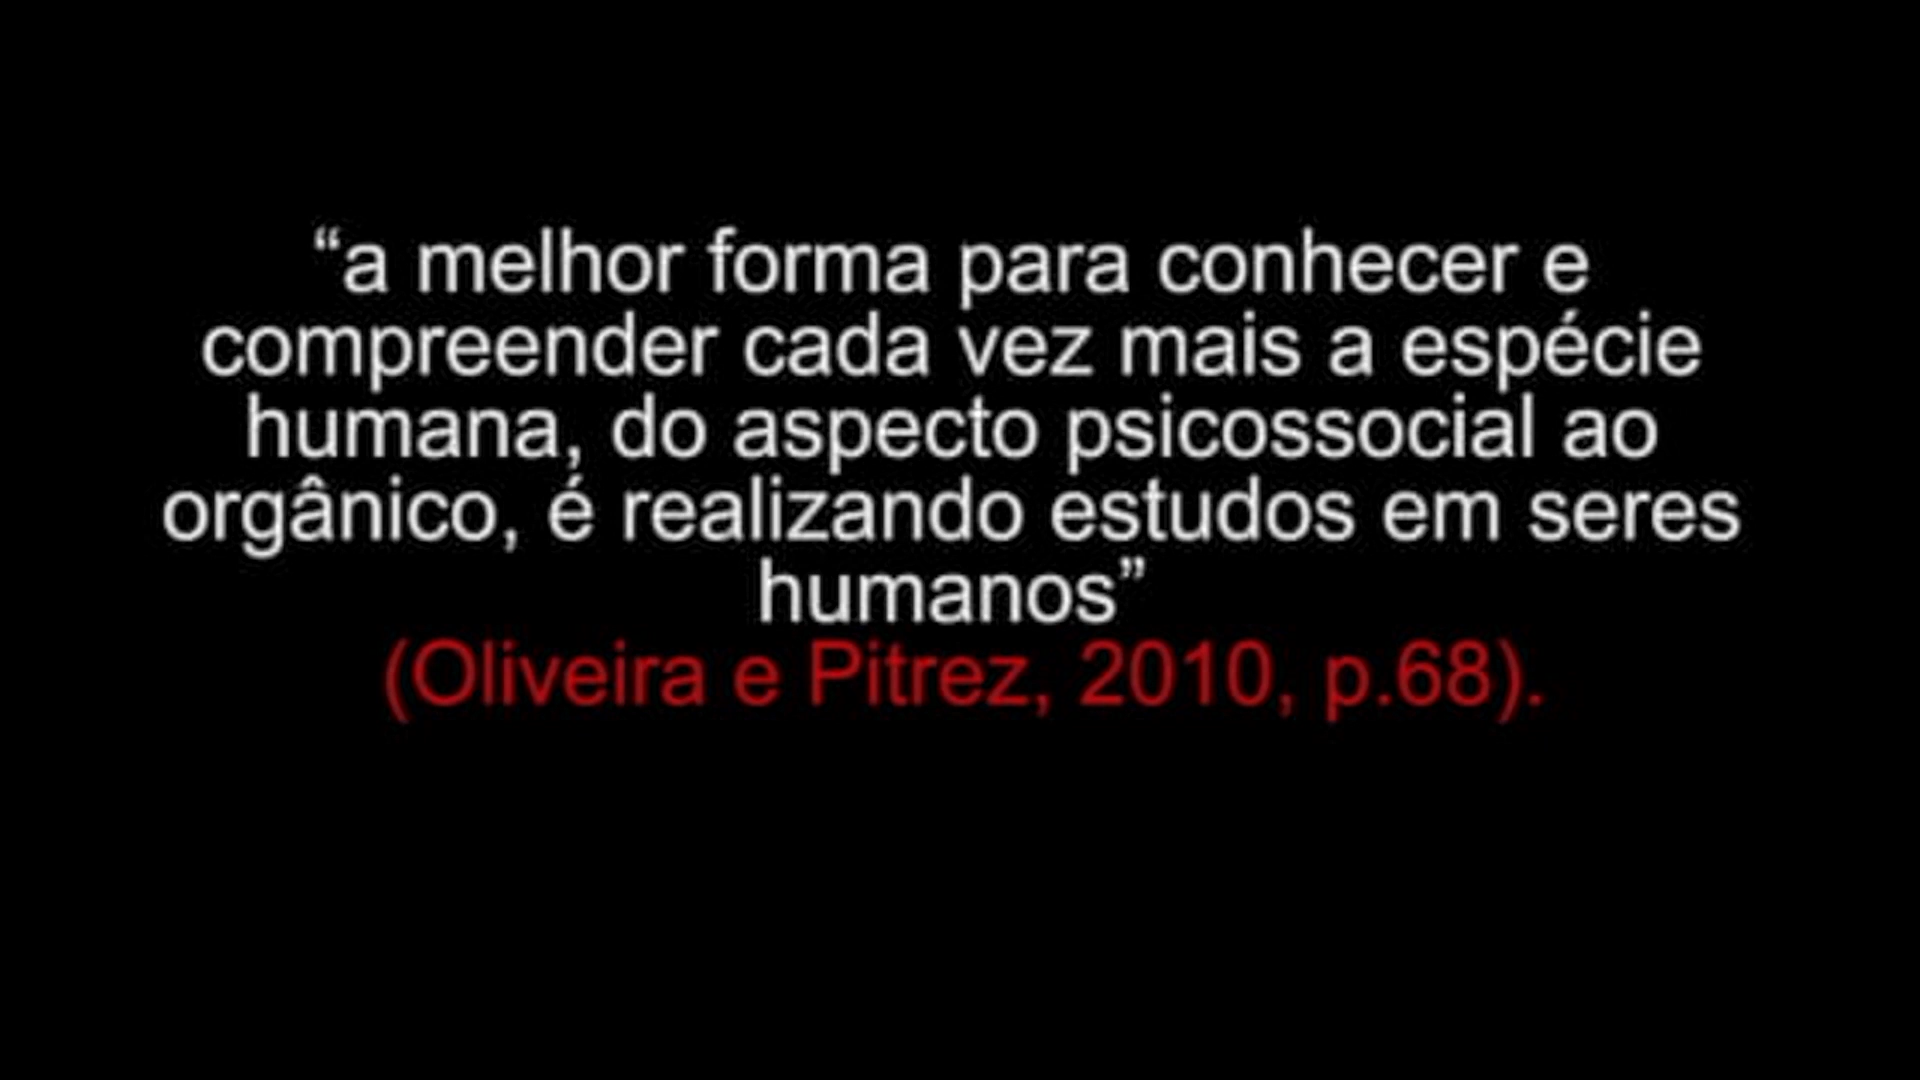 “a melhor forma para conhecer e
compreender cada vez mais a espécie
humana, do aspecto psicossocial ao
orgânico, é realizando estudos em seres
humanos”
(Oliveira e Pitrez, 2010, p.68).